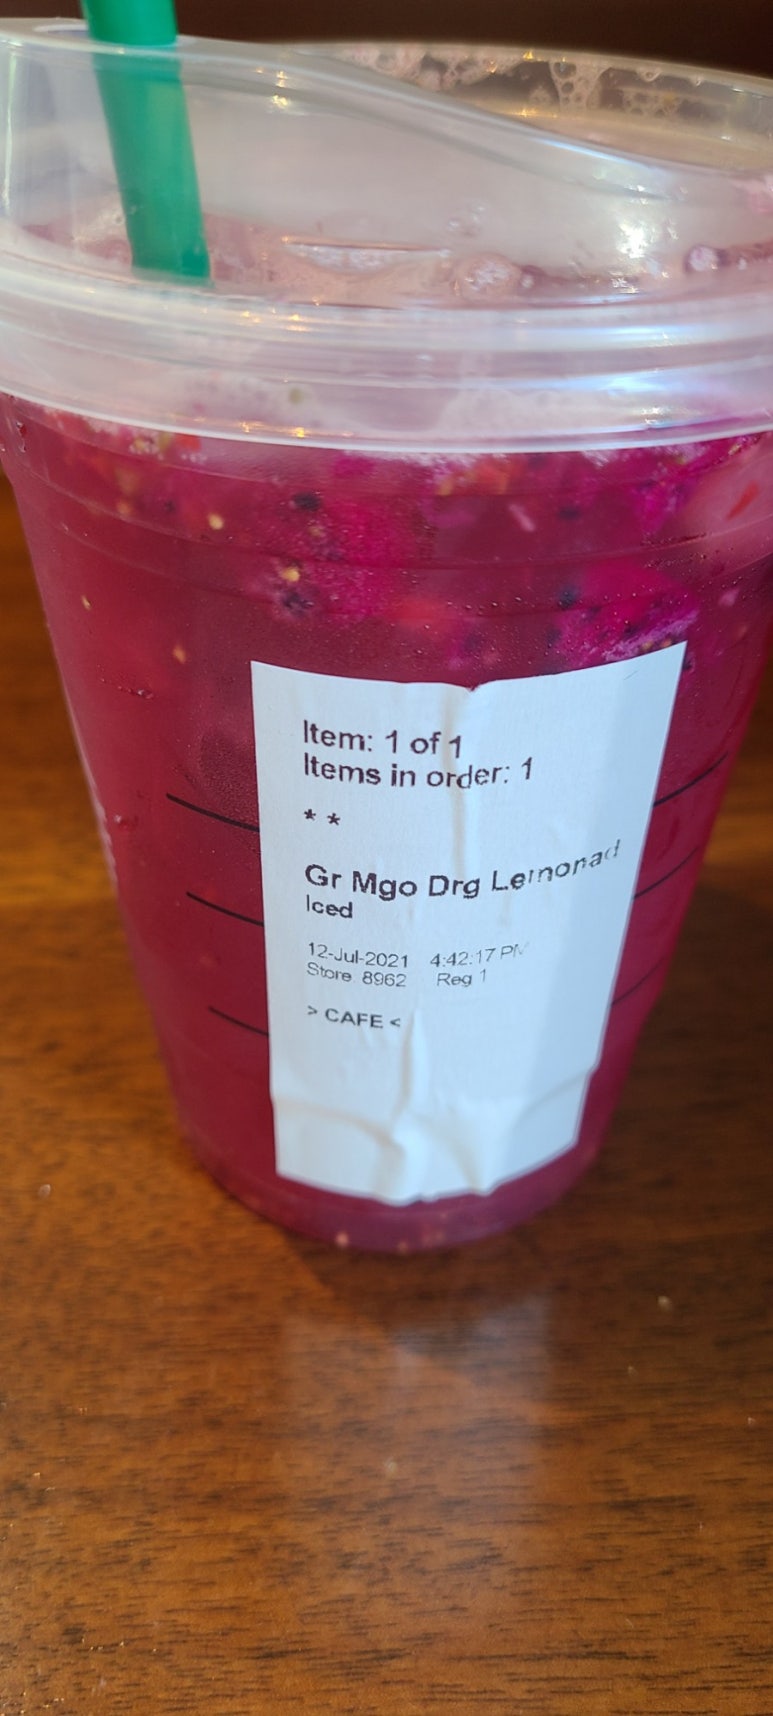 Item: 1 of 1
Items in order: 1
* *
Gr Mgo Drg Lemonad
Iced
12-Jul-2021 4:42:17 PM
Store 8962 Reg 1
> CAFE <